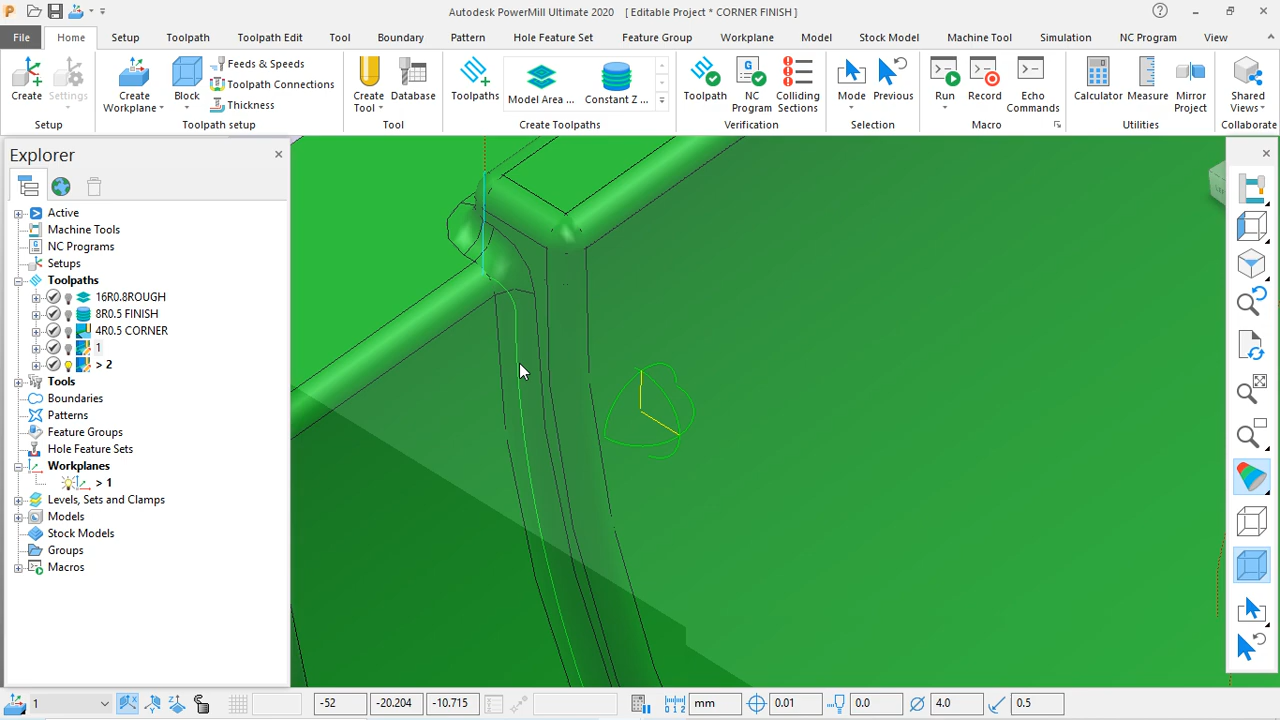 Autodesk PowerMill Ultimate 2020 [ Editable Project * CORNER FINISH ]
File Home Setup Toolpath Toolpath Edit Tool Boundary Pattern Hole Feature Set Feature Group Workplane Model Stock Model Machine Tool Simulation NC Program View
Create
Settings
Setup
Create
Workplane
Block
Feeds & Speeds
Toolpath Connections
Thickness
Toolpath setup
Create
Tool
Database
Tool
Toolpaths
Model Area ...
Constant Z ...
Create Toolpaths
Toolpath
NC
Program
Colliding
Sections
Verification
Mode
Previous
Selection
Run
Record
Echo
Commands
Macro
Calculator
Measure
Mirror
Project
Utilities
Shared
Views
Collaborate
Explorer
Active
Machine Tools
NC Programs
Setups
Toolpaths
16R0.8ROUGH
8R0.5 FINISH
4R0.5 CORNER
1
> 2
Tools
Boundaries
Patterns
Feature Groups
Hole Feature Sets
Workplanes
> 1
Levels, Sets and Clamps
Models
Stock Models
Groups
Macros
1 -52 -20.204 -10.715 mm 0.01 0.0 4.0 0.5